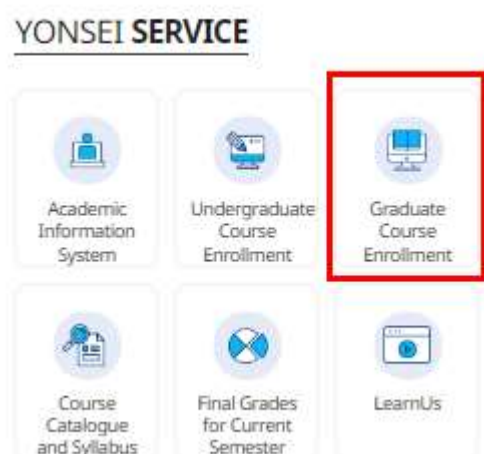 YONSEI SERVICE
Academic
Information
System
Undergraduate
Course
Enrollment
Graduate
Course
Enrollment
Course
Catalogue
and Syllabus
Final Grades
for Current
Semester
LearnUs